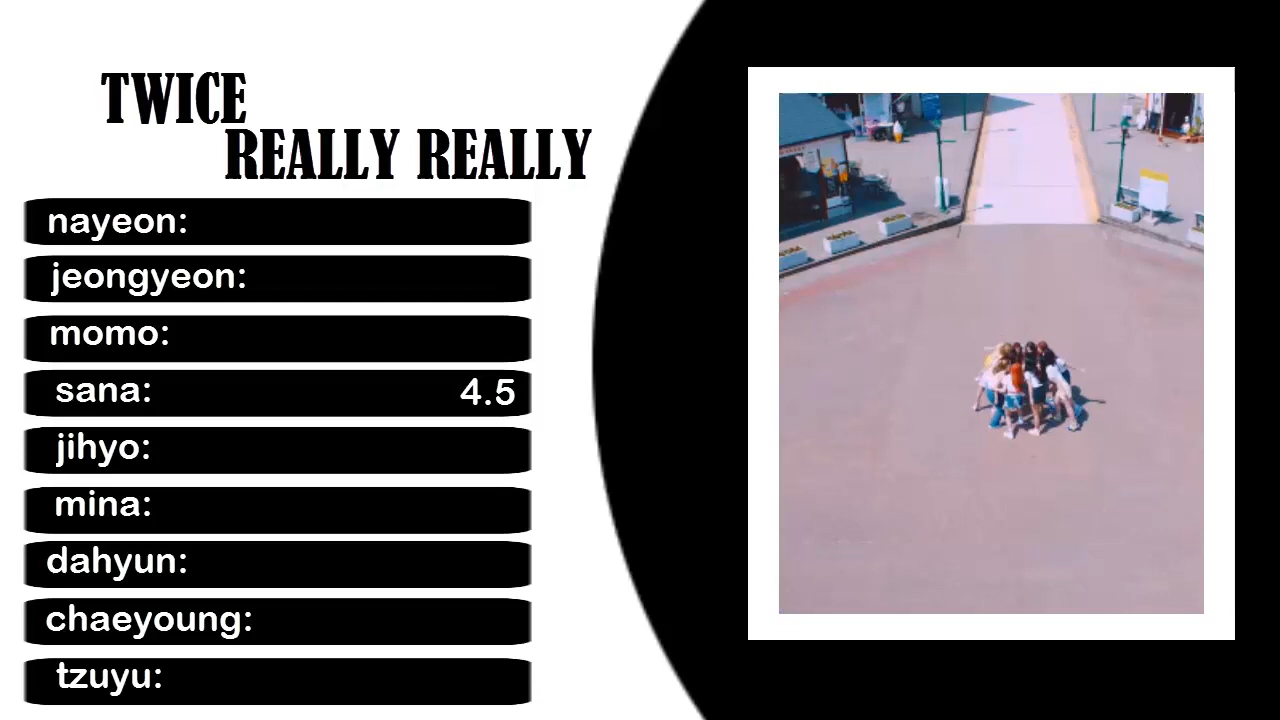 TWICE
REALLY REALLY
nayeon:
jeongyeon:
momo:
sana: 4.5
jihyo:
mina:
dahyun:
chaeyoung:
tzuyu: